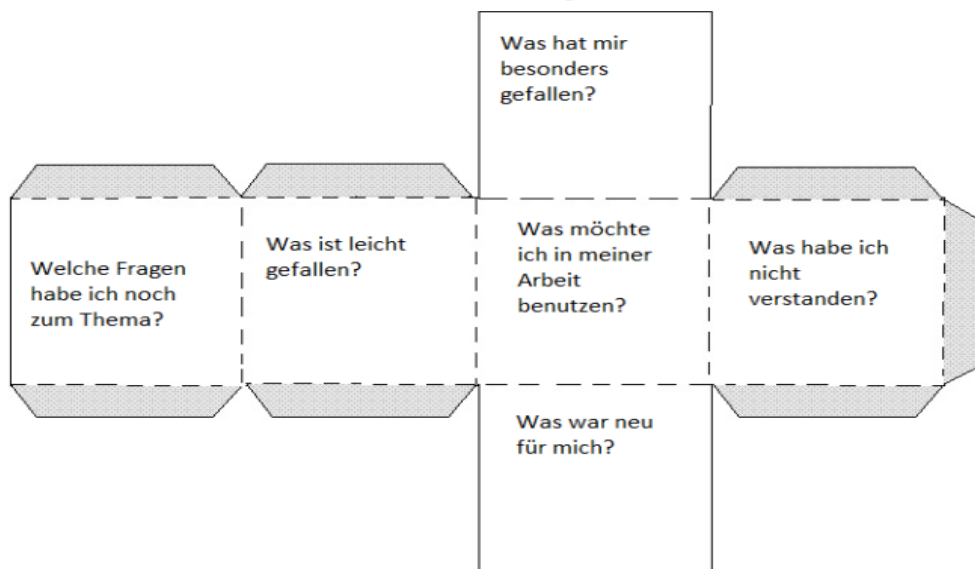 Was hat mir
besonders
gefallen?
Welche Fragen
habe ich noch
zum Thema?
Was ist leicht
gefallen?
Was möchte
ich in meiner
Arbeit
benutzen?
Was habe ich
nicht
verstanden?
Was war neu
für mich?